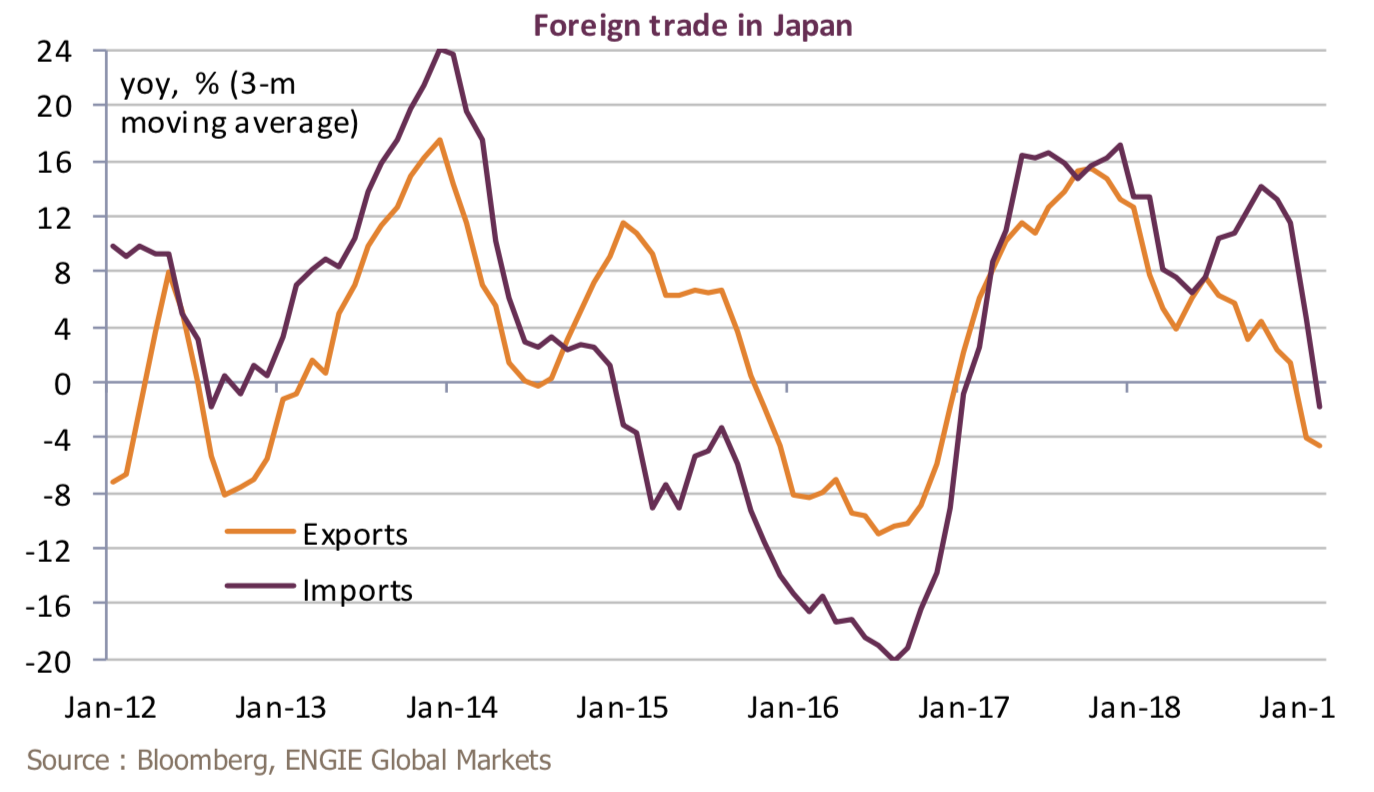 Foreign trade in Japan
yoy, % (3-m
moving average)
24
20
16
12
8
4
0
-4
-8
-12
-16
-20
Exports
Imports
Jan-12 Jan-13 Jan-14 Jan-15 Jan-16 Jan-17 Jan-18 Jan-1
Source : Bloomberg, ENGIE Global Markets